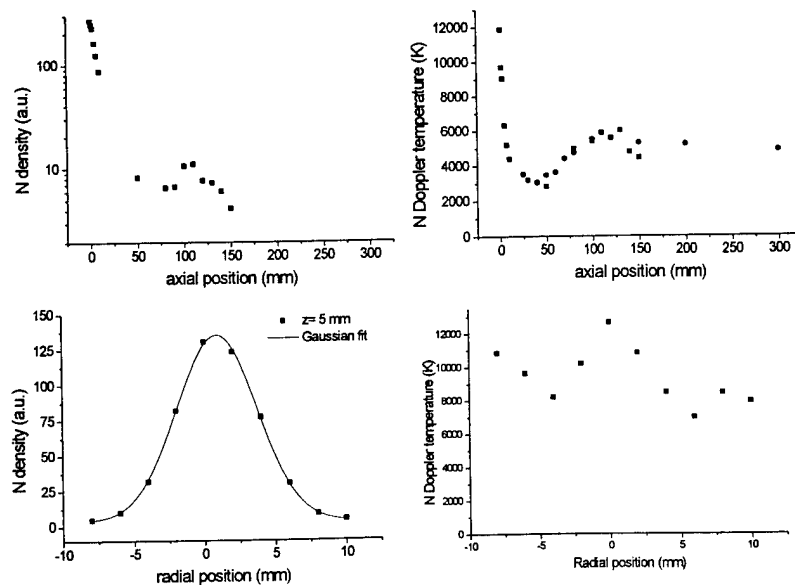 N density (a.u.)
100
10
0 50 100 150 200 250 300
axial position (mm)
N Doppler temperature (K)
12000
10000
8000
6000
4000
2000
0
0 50 100 150 200 250 300
axial position (mm)
N density (a.u.)
150
125
100
75
50
25
0
-10 -5 0 5 10
radial position (mm)
z= 5 mm
Gaussian fit
N Doppler temperature (K)
12000
10000
8000
6000
4000
2000
0
-10 -5 0 5 10
Radial position (mm)